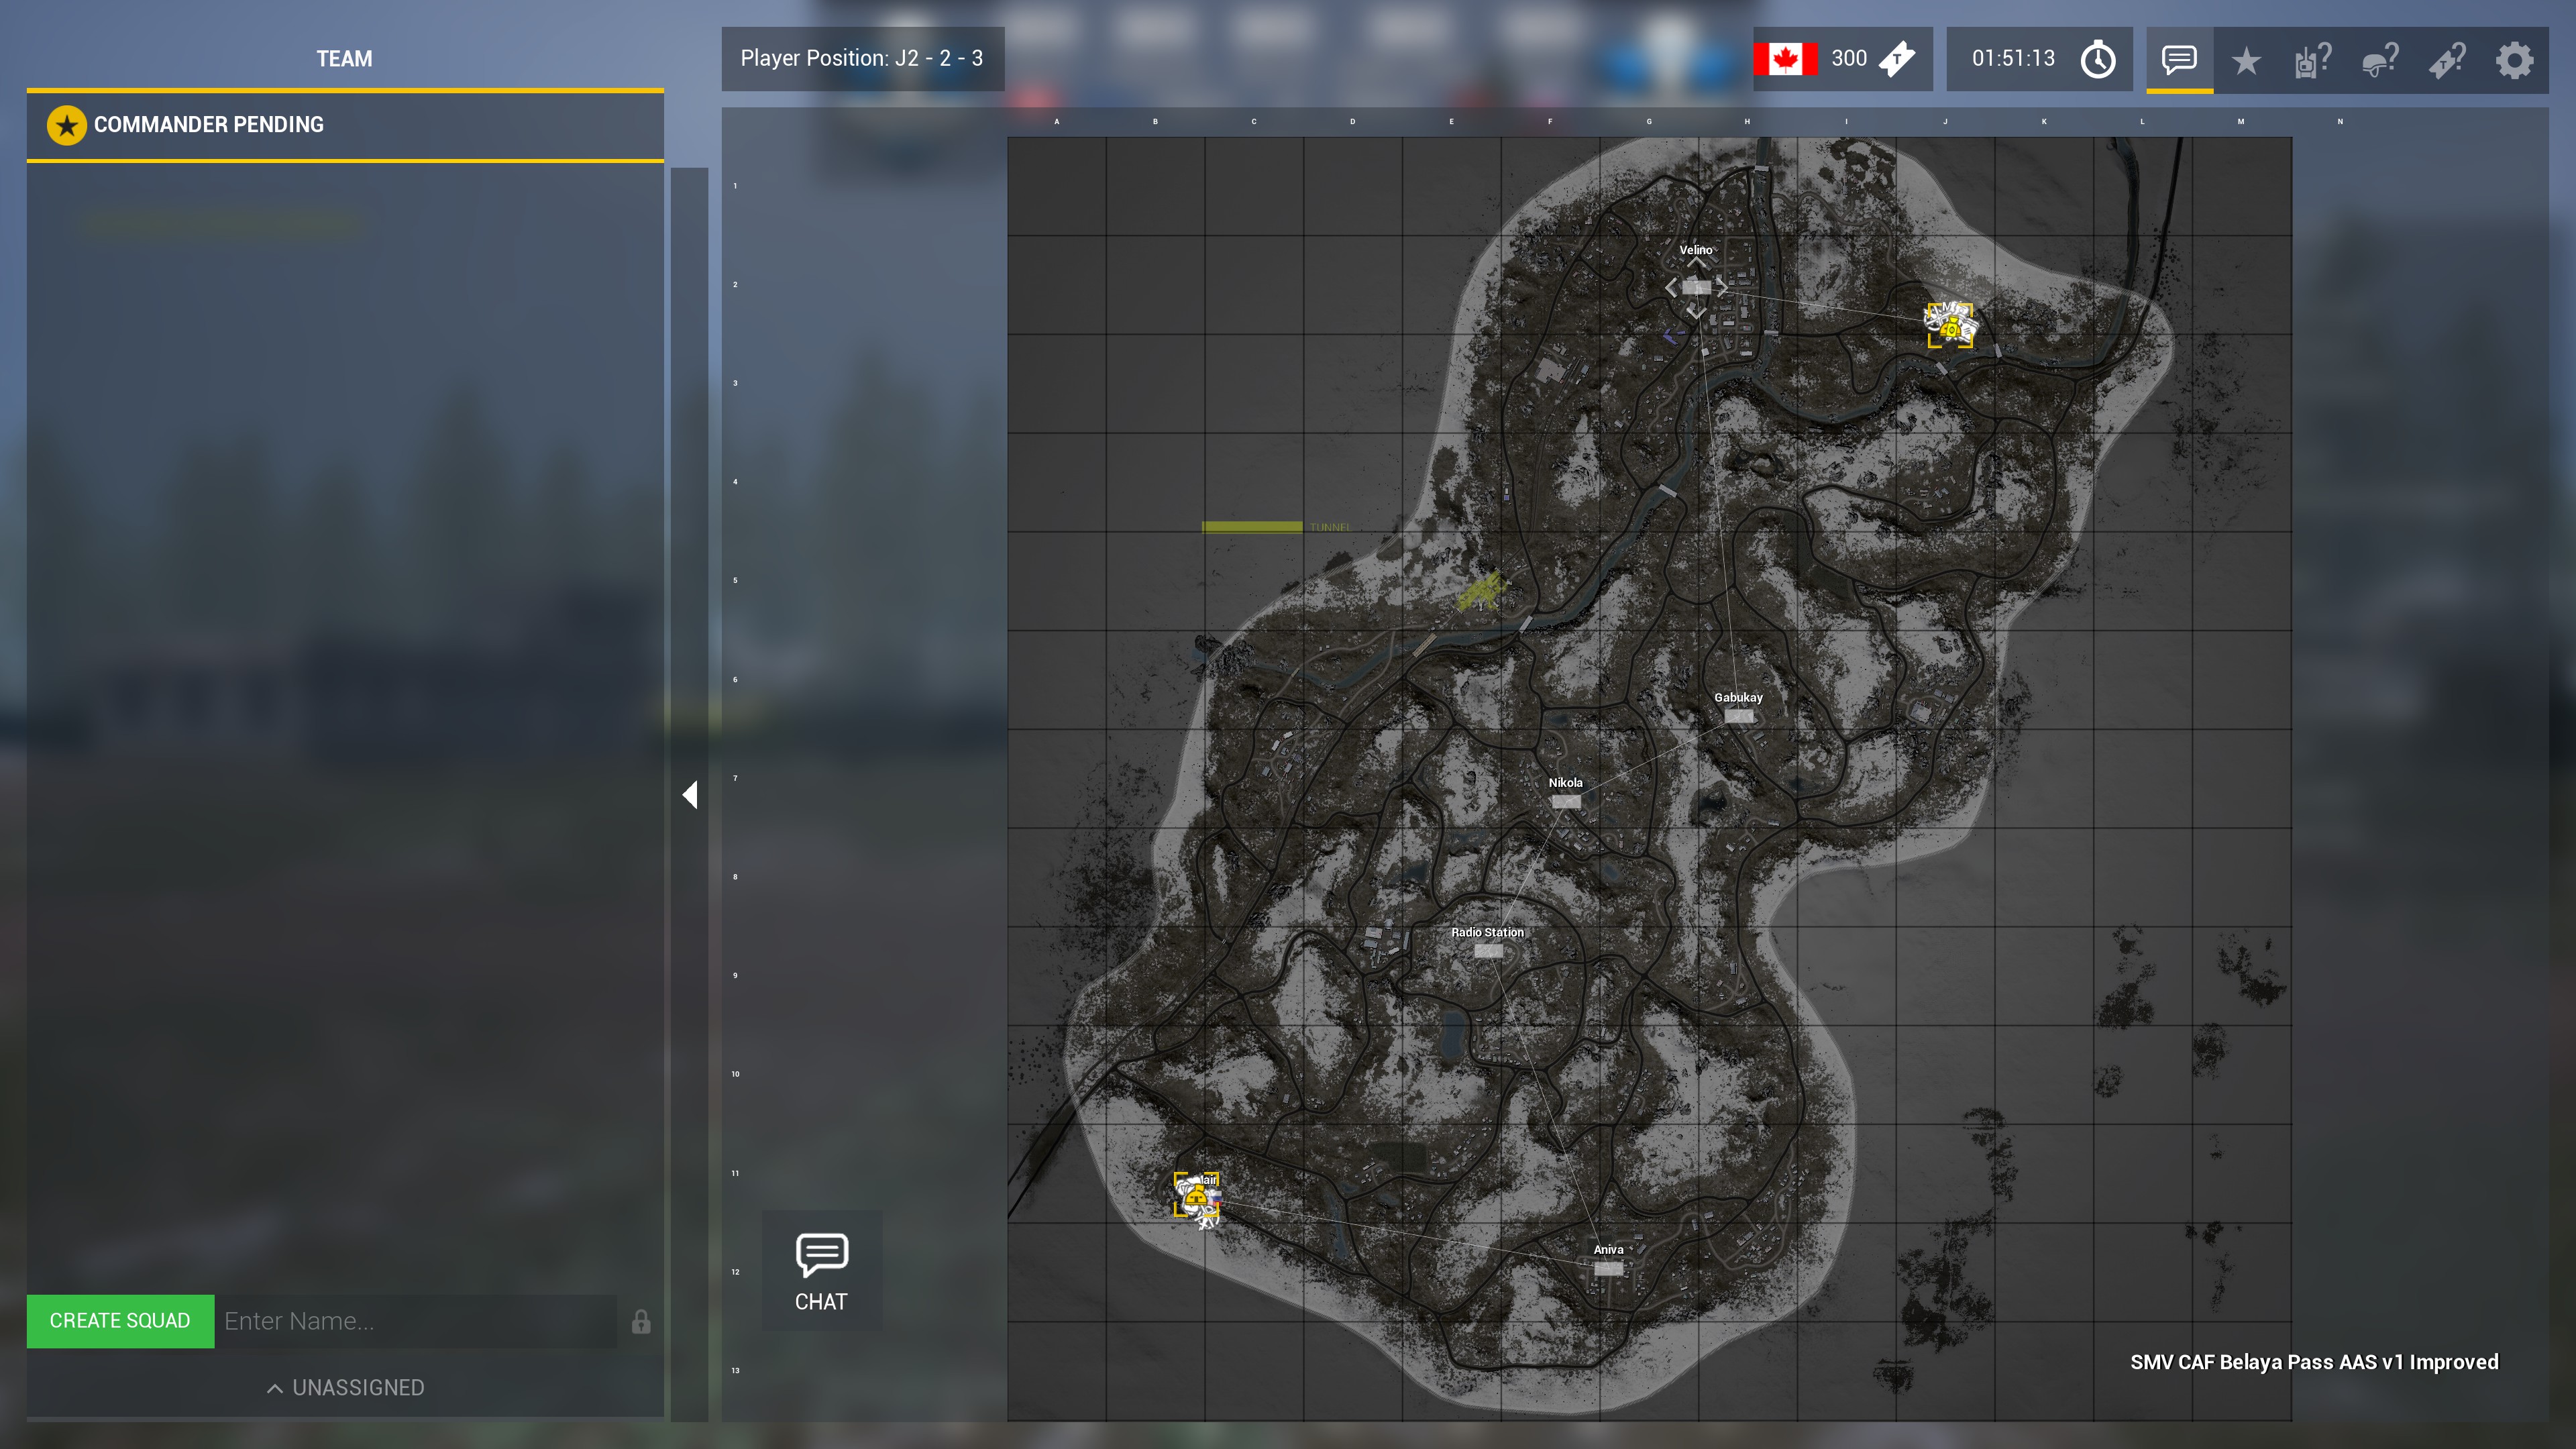 TEAM
COMMANDER PENDING
Player Position: J2 - 2 - 3
300
01:51:13
A B C D E F G H I J K L M N
1
2
3
4
5
6
7
8
9
10
11
12
13
Velino
TUNNEL
Gabukay
Nikola
Radio Station
Aniva
CHAT
CREATE SQUAD
Enter Name...
UNASSIGNED
SMV CAF Belaya Pass AAS v1 Improved